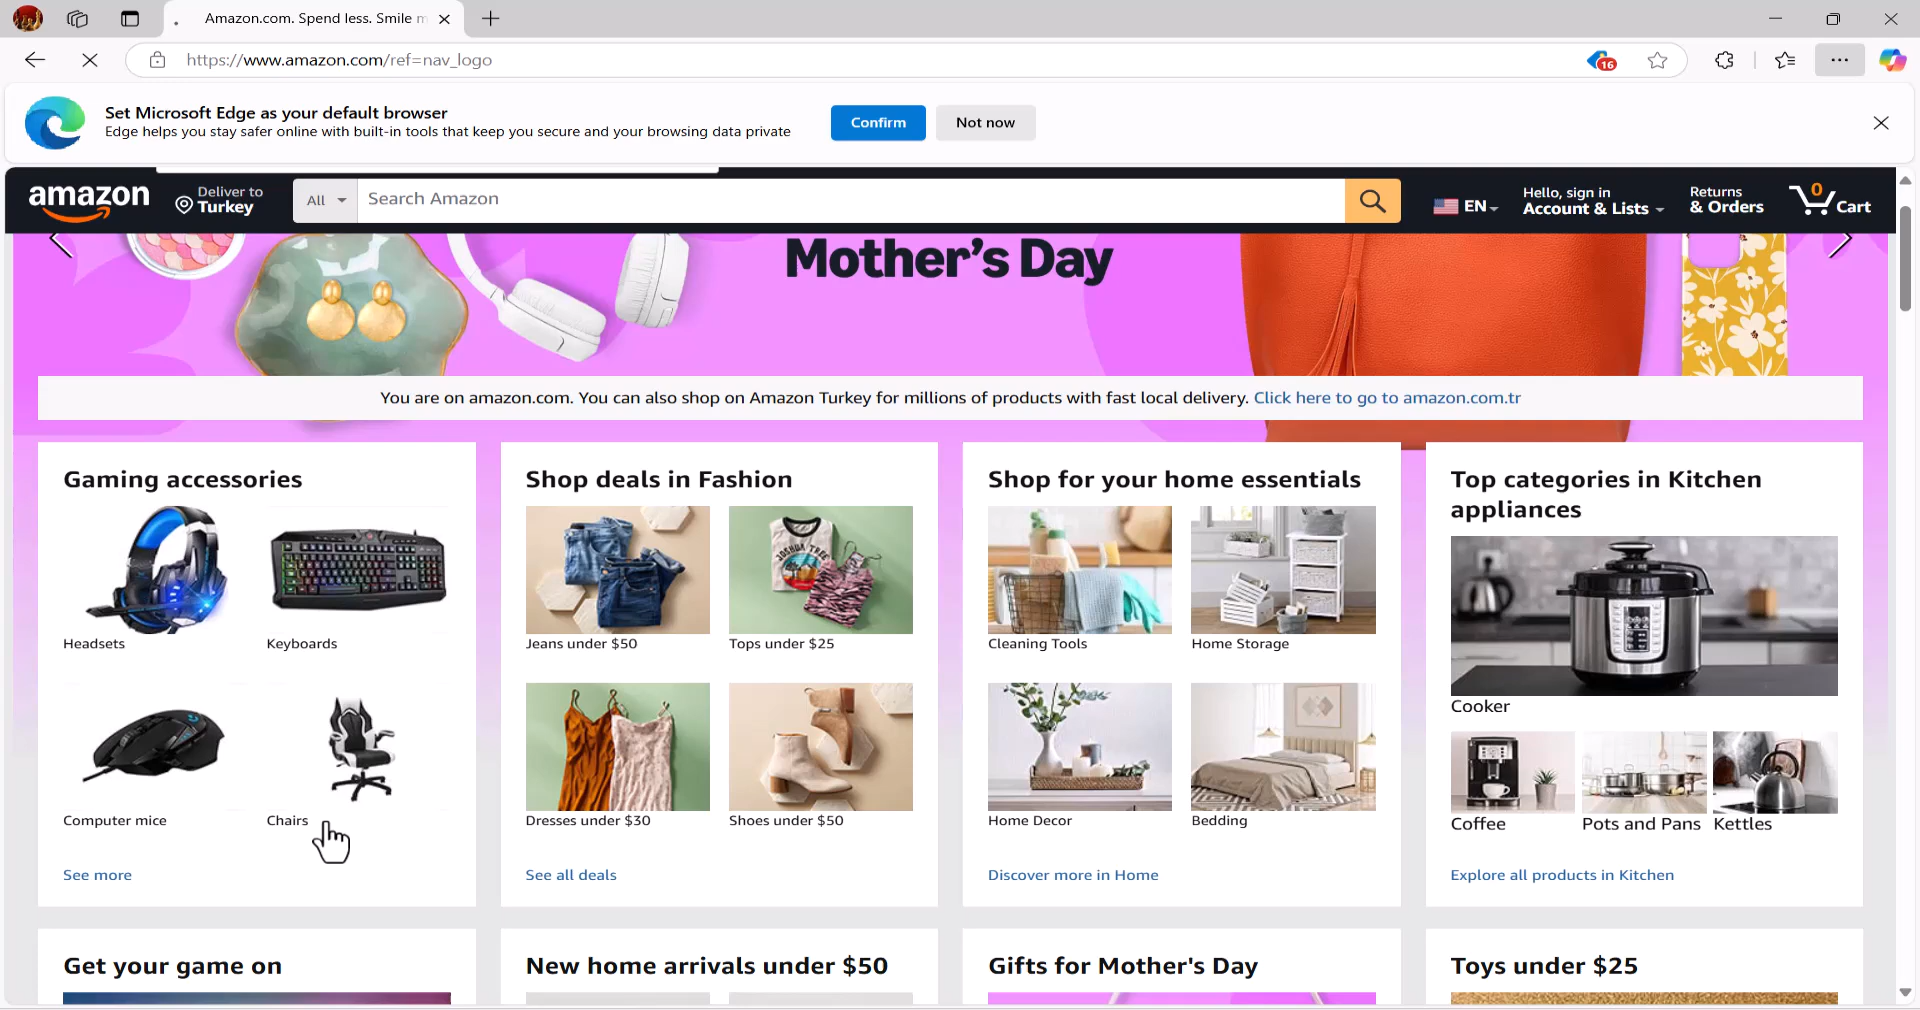 Amazon.com. Spend less. Smile m
https://www.amazon.com/ref=nav_logo
16
Set Microsoft Edge as your default browser
Edge helps you stay safer online with built-in tools that keep you secure and your browsing data private
Confirm
Not now
amazon
Deliver to
Turkey
All
Search Amazon
EN
Hello, sign in
Account & Lists
Returns
& Orders
0
Cart
Mother's Day
You are on amazon.com. You can also shop on Amazon Turkey for millions of products with fast local delivery. Click here to go to amazon.com.tr
Gaming accessories
Headsets
Keyboards
Computer mice
Chairs
See more
Shop deals in Fashion
JOSHUA TREE
Jeans under $50
Tops under $25
Dresses under $30
Shoes under $50
See all deals
Shop for your home essentials
Cleaning Tools
Home Storage
Home Decor
Bedding
Discover more in Home
Top categories in Kitchen
appliances
Cooker
Coffee
Pots and Pans
Kettles
Explore all products in Kitchen
Get your game on
New home arrivals under $50
Gifts for Mother's Day
Toys under $25